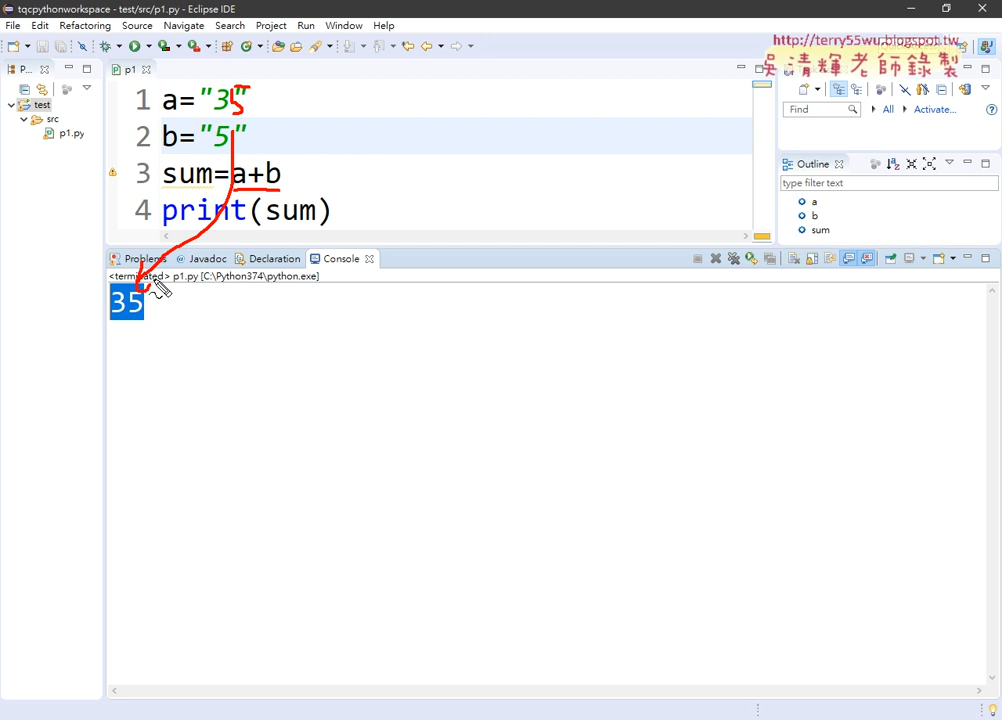 tqcpythonworkspace - test/src/p1.py - Eclipse IDE
File Edit Source Refactoring Navigate Search Project Run Window Help
http://terry55wu.blogspot.tw
吳清輝老師錄製
P...
p1
test
src
p1.py
1 a="3"
5
2 b="5"
3 sum=a+b
4 print(sum)
Find
All
Activate...
Outline
type filter text
a
b
sum
Problems
@ Javadoc
Declaration
Console
<terminated> p1.py [C:\Python374\python.exe]
35